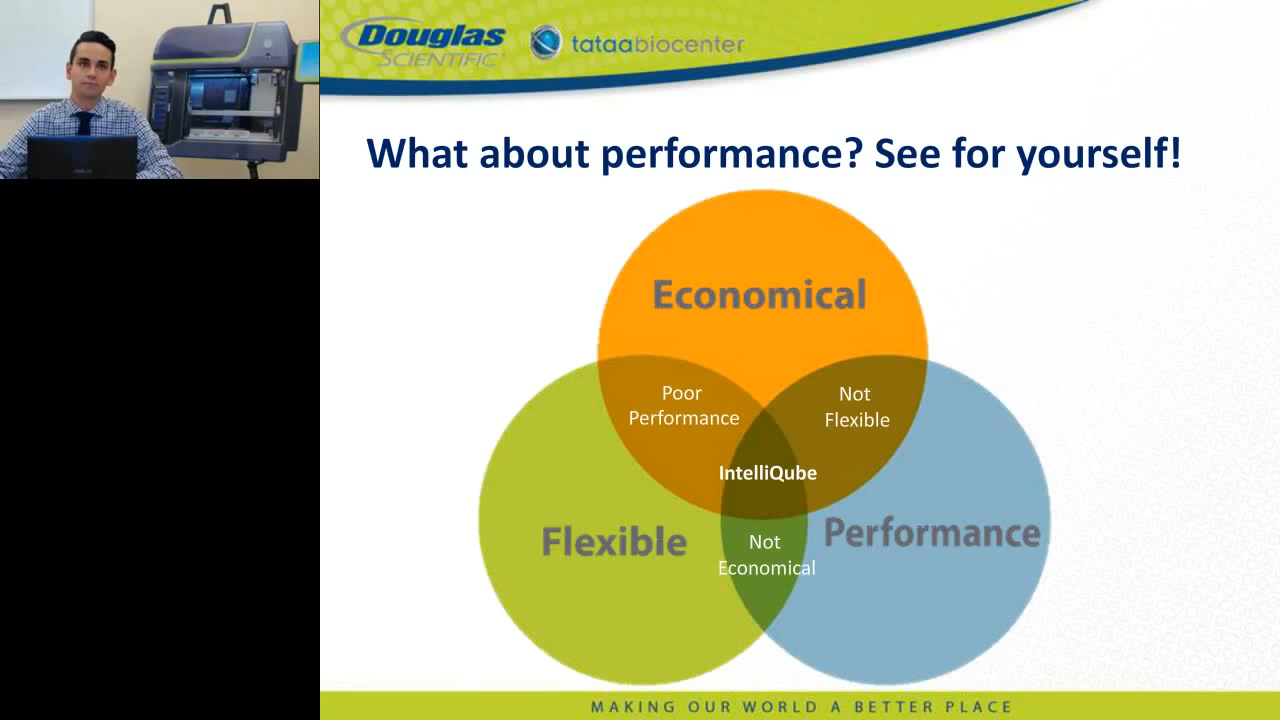 Douglas
SCIENTIFIC
tataabiocenter
What about performance? See for yourself!
Economical
Poor
Performance
Not
Flexible
IntelliQube
Flexible
Performance
Not
Economical
MAKING OUR WORLD A BETTER PLACE